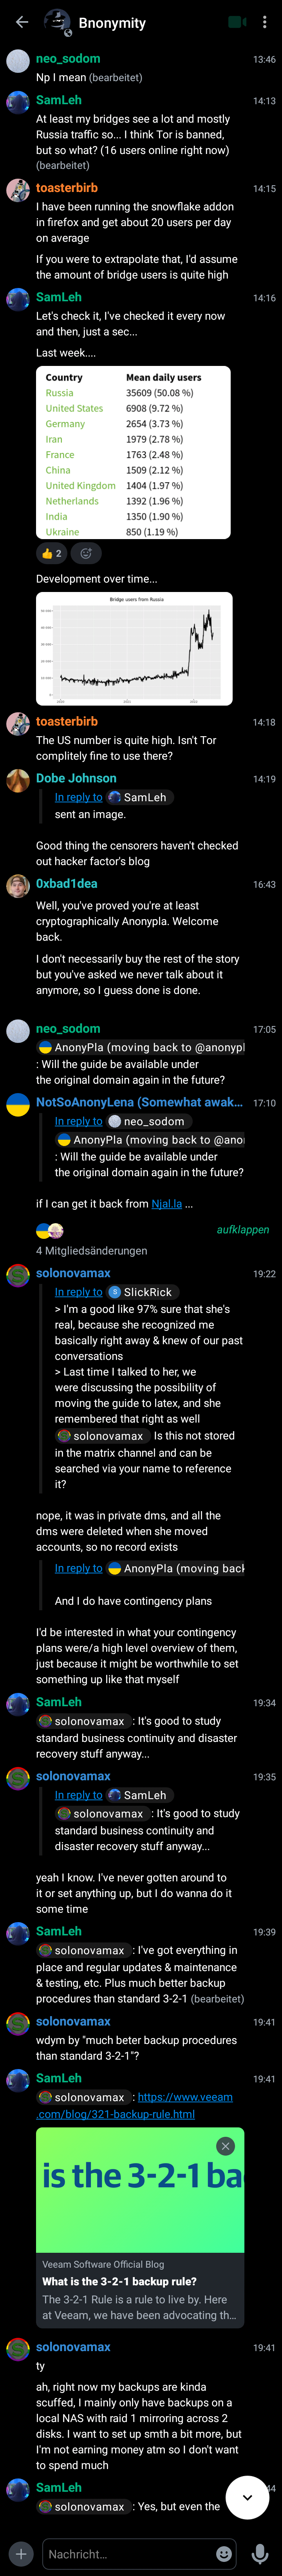 Bnonymity
neo_sodom 13:46
Np I mean (bearbeitet)
SamLeh 14:13
At least my bridges see a lot and mostly
Russia traffic so... I think Tor is banned,
but so what? (16 users online right now)
(bearbeitet)
toasterbirb 14:15
I have been running the snowflake addon
in firefox and get about 20 users per day
on average
If you were to extrapolate that, I'd assume
the amount of bridge users is quite high
SamLeh 14:16
Let's check it, I've checked it every now
and then, just a sec...
Last week....
Country Mean daily users
Russia 35609 (50.08 %)
United States 6908 (9.72 %)
Germany 2654 (3.73 %)
Iran 1979 (2.78 %)
France 1763 (2.48 %)
China 1509 (2.12 %)
United Kingdom 1404 (1.97 %)
Netherlands 1392 (1.96 %)
India 1350 (1.90 %)
Ukraine 850 (1.19 %)
👍 2
Development over time...
Bridge users from Russia
toasterbirb 14:18
The US number is quite high. Isn't Tor
complitely fine to use there?
Dobe Johnson 14:19
In reply to SamLeh
sent an image.
Good thing the censorers haven't checked
out hacker factor's blog
0xbad1dea 16:43
Well, you've proved you're at least
cryptographically Anonypla. Welcome
back.
I don't necessarily buy the rest of the story
but you've asked we never talk about it
anymore, so I guess done is done.
neo_sodom 17:05
AnonyPla (moving back to @anonypl
: Will the guide be available under
the original domain again in the future?
NotSoAnonyLena (Somewhat awak... 17:10
In reply to neo_sodom
AnonyPla (moving back to @anon
: Will the guide be available under
the original domain again in the future?
if I can get it back from Njal.la ...
aufklappen
4 Mitgliedsänderungen
solonovamax 19:22
In reply to S SlickRick
> I'm a good like 97% sure that she's
real, because she recognized me
basically right away & knew of our past
conversations
> Last time I talked to her, we
were discussing the possibility of
moving the guide to latex, and she
remembered that right as well
solonovamax Is this not stored
in the matrix channel and can be
searched via your name to reference
it?
nope, it was in private dms, and all the
dms were deleted when she moved
accounts, so no record exists
In reply to AnonyPla (moving back
And I do have contingency plans
I'd be interested in what your contingency
plans were/a high level overview of them,
just because it might be worthwhile to set
something up like that myself
SamLeh 19:34
solonovamax : It's good to study
standard business continuity and disaster
recovery stuff anyway...
solonovamax 19:35
In reply to SamLeh
solonovamax : It's good to study
standard business continuity and
disaster recovery stuff anyway...
yeah I know. I've never gotten around to
it or set anything up, but I do wanna do it
some time
SamLeh 19:39
solonovamax : I've got everything in
place and regular updates & maintenance
& testing, etc. Plus much better backup
procedures than standard 3-2-1 (bearbeitet)
solonovamax 19:41
wdym by "much beter backup procedures
than standard 3-2-1"?
SamLeh 19:41
solonovamax : https://www.veeam
.com/blog/321-backup-rule.html
is the 3-2-1 ba
Veeam Software Official Blog
What is the 3-2-1 backup rule?
The 3-2-1 Rule is a rule to live by. Here
at Veeam, we have been advocating th...
solonovamax 19:41
ty
ah, right now my backups are kinda
scuffed, I mainly only have backups on a
local NAS with raid 1 mirroring across 2
disks. I want to set up smth a bit more, but
I'm not earning money atm so I don't want
to spend much
SamLeh 44
solonovamax : Yes, but even the
Nachricht...